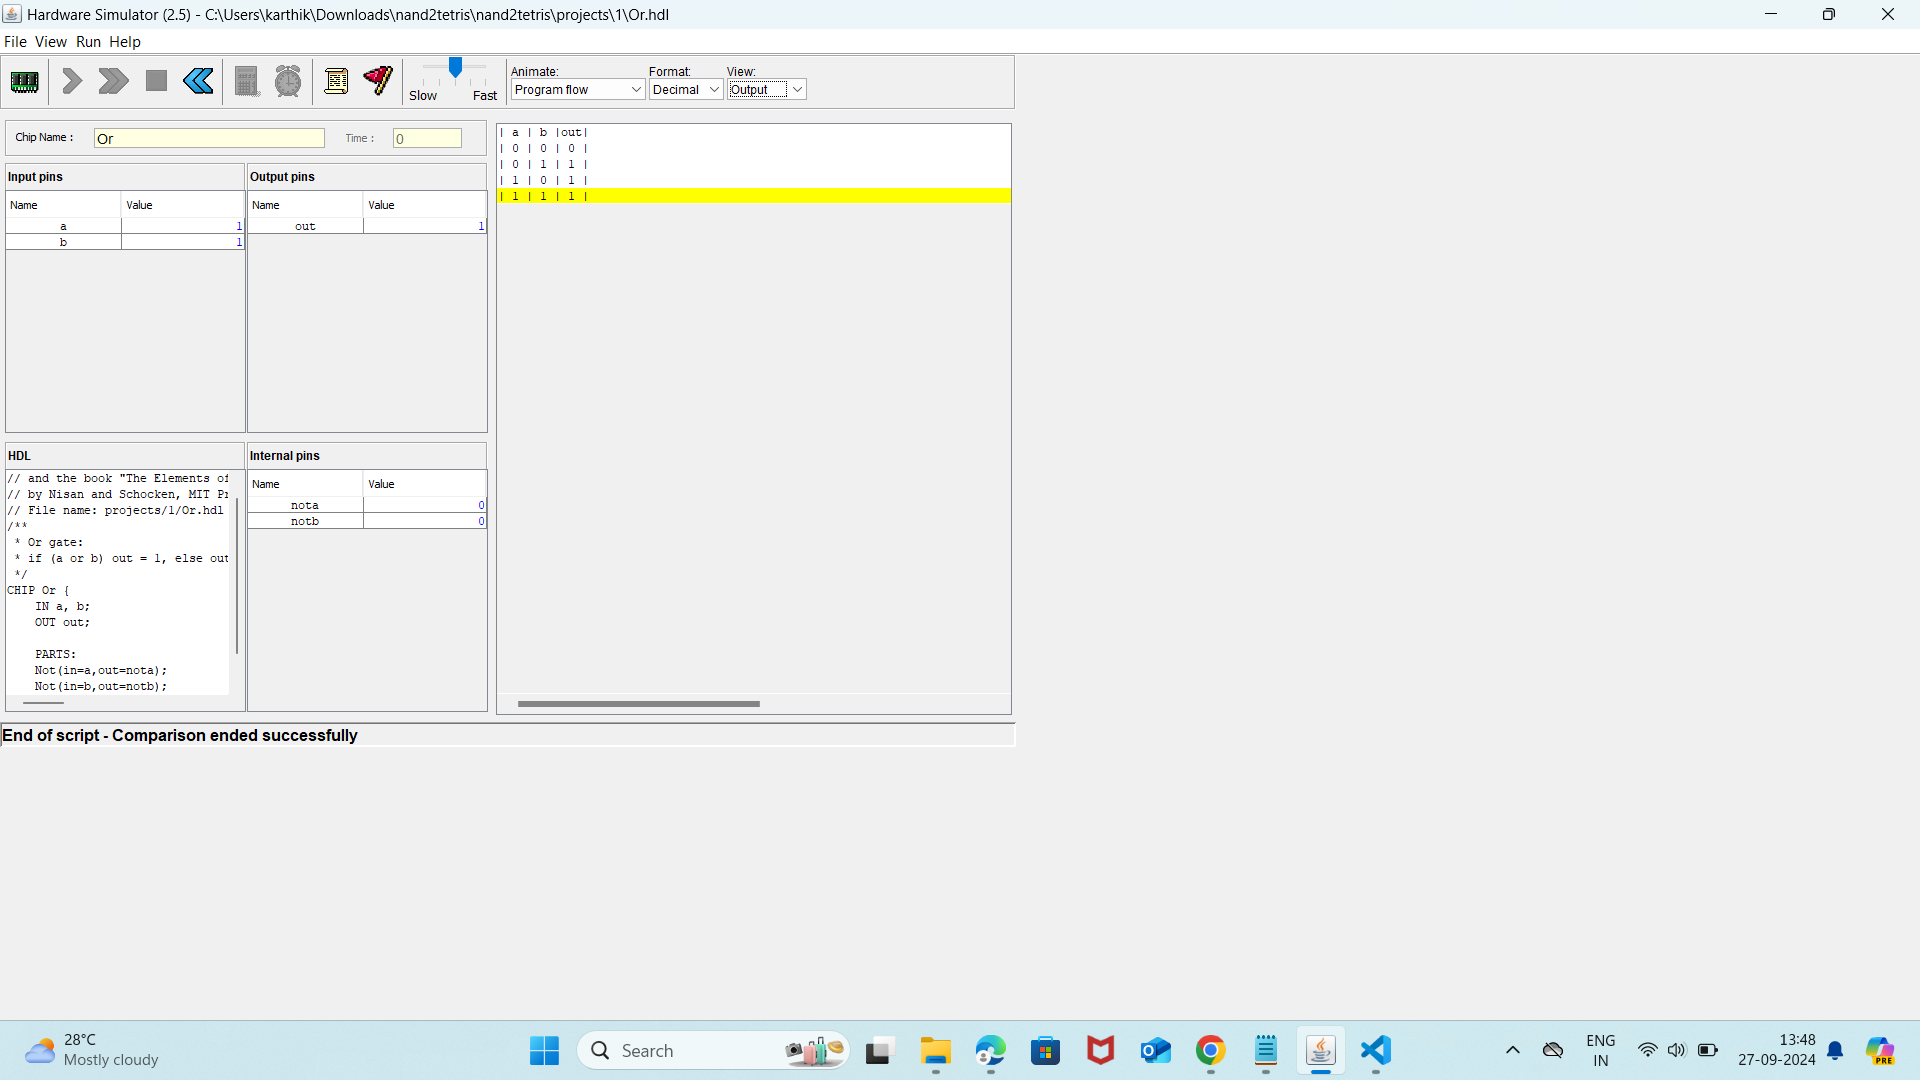 Hardware Simulator (2.5) - C:\Users\karthik\Downloads\nand2tetris\nand2tetris\projects\1\Or.hdl
File View Run Help
Slow Fast
Animate: Format: View:
Program flow Decimal Output
Chip Name : Or Time : 0
Input pins
Name Value
a 1
b 1
Output pins
Name Value
out 1
| a | b |out|
| 0 | 0 | 0 |
| 0 | 1 | 1 |
| 1 | 0 | 1 |
| 1 | 1 | 1 |
HDL
// and the book "The Elements of
// by Nisan and Schocken, MIT Pr
// File name: projects/1/Or.hdl
/**
* Or gate:
* if (a or b) out = 1, else out
*/
CHIP Or {
IN a, b;
OUT out;
PARTS:
Not(in=a,out=nota);
Not(in=b,out=notb);
Internal pins
Name Value
nota 0
notb 0
End of script - Comparison ended successfully
28°C
Mostly cloudy
Search
ENG
IN
13:48
27-09-2024
PRE